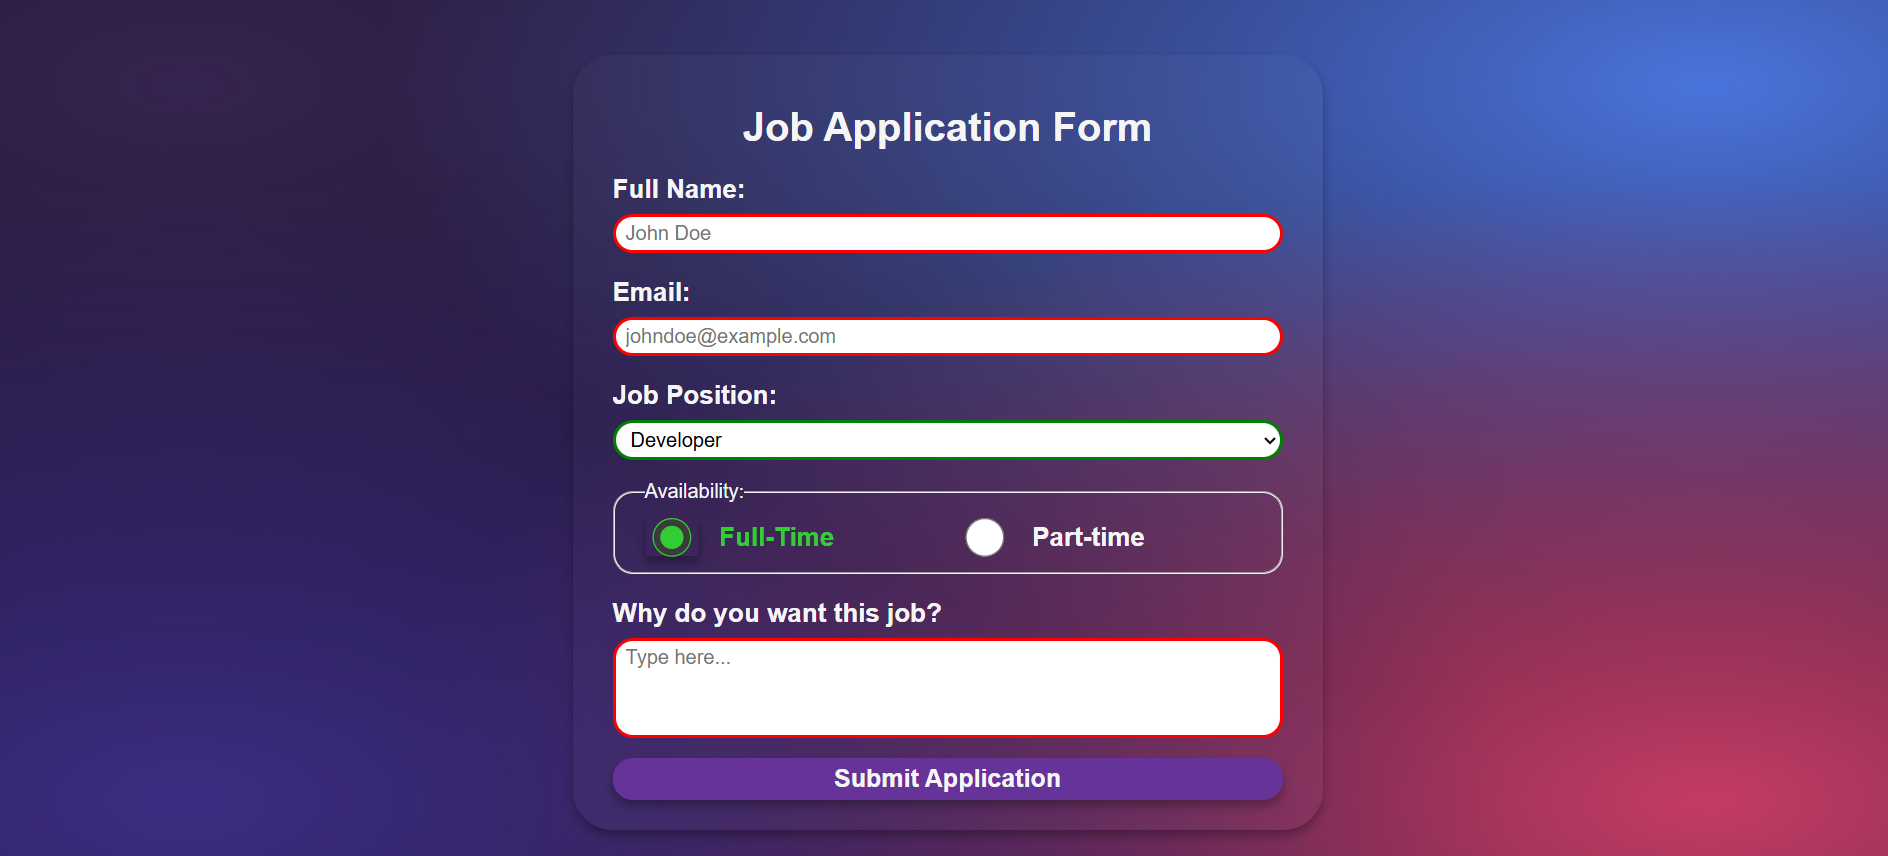 Job Application Form
Full Name:
John Doe
Email:
johndoe@example.com
Job Position:
Developer
Availability:
Full-Time Part-time
Why do you want this job?
Type here...
Submit Application